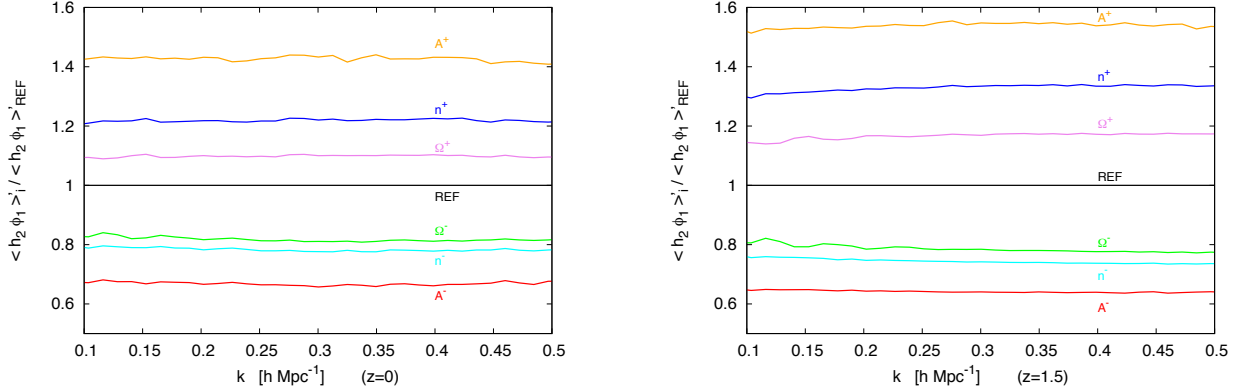 < h₂ ϕ₁ >'ᵢ / < h₂ ϕ₁ >'REF
1.6
1.4
1.2
1
0.8
0.6
A⁺
n⁺
Ω⁺
REF
Ω⁻
n⁻
A⁻
0.1 0.15 0.2 0.25 0.3 0.35 0.4 0.45 0.5
k [h Mpc⁻¹] (z=0)
< h₂ ϕ₁ >'ᵢ / < h₂ ϕ₁ >'REF
1.6
1.4
1.2
1
0.8
0.6
A⁺
n⁺
Ω⁺
REF
Ω⁻
n⁻
A⁻
0.1 0.15 0.2 0.25 0.3 0.35 0.4 0.45 0.5
k [h Mpc⁻¹] (z=1.5)